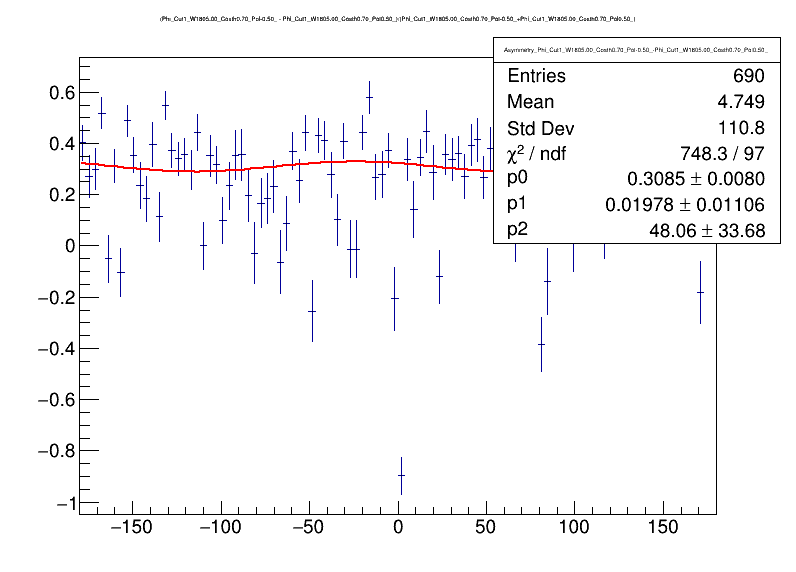 (Phi_Cut1_W1805.00_Costh0.70_Pol-0.50_ - Phi_Cut1_W1805.00_Costh0.70_Pol0.50_)/(Phi_Cut1_W1805.00_Costh0.70_Pol-0.50_+Phi_Cut1_W1805.00_Costh0.70_Pol0.50_)
Asymmetry_Phi_Cut1_W1805.00_Costh0.70_Pol-0.50_-Phi_Cut1_W1805.00_Costh0.70_Pol0.50_
Entries 690
Mean 4.749
Std Dev 110.8
χ² / ndf 748.3 / 97
p0 0.3085 ± 0.0080
p1 0.01978 ± 0.01106
p2 48.06 ± 33.68
0.6
0.4
0.2
0
−0.2
−0.4
−0.6
−0.8
−1
−150 −100 −50 0 50 100 150